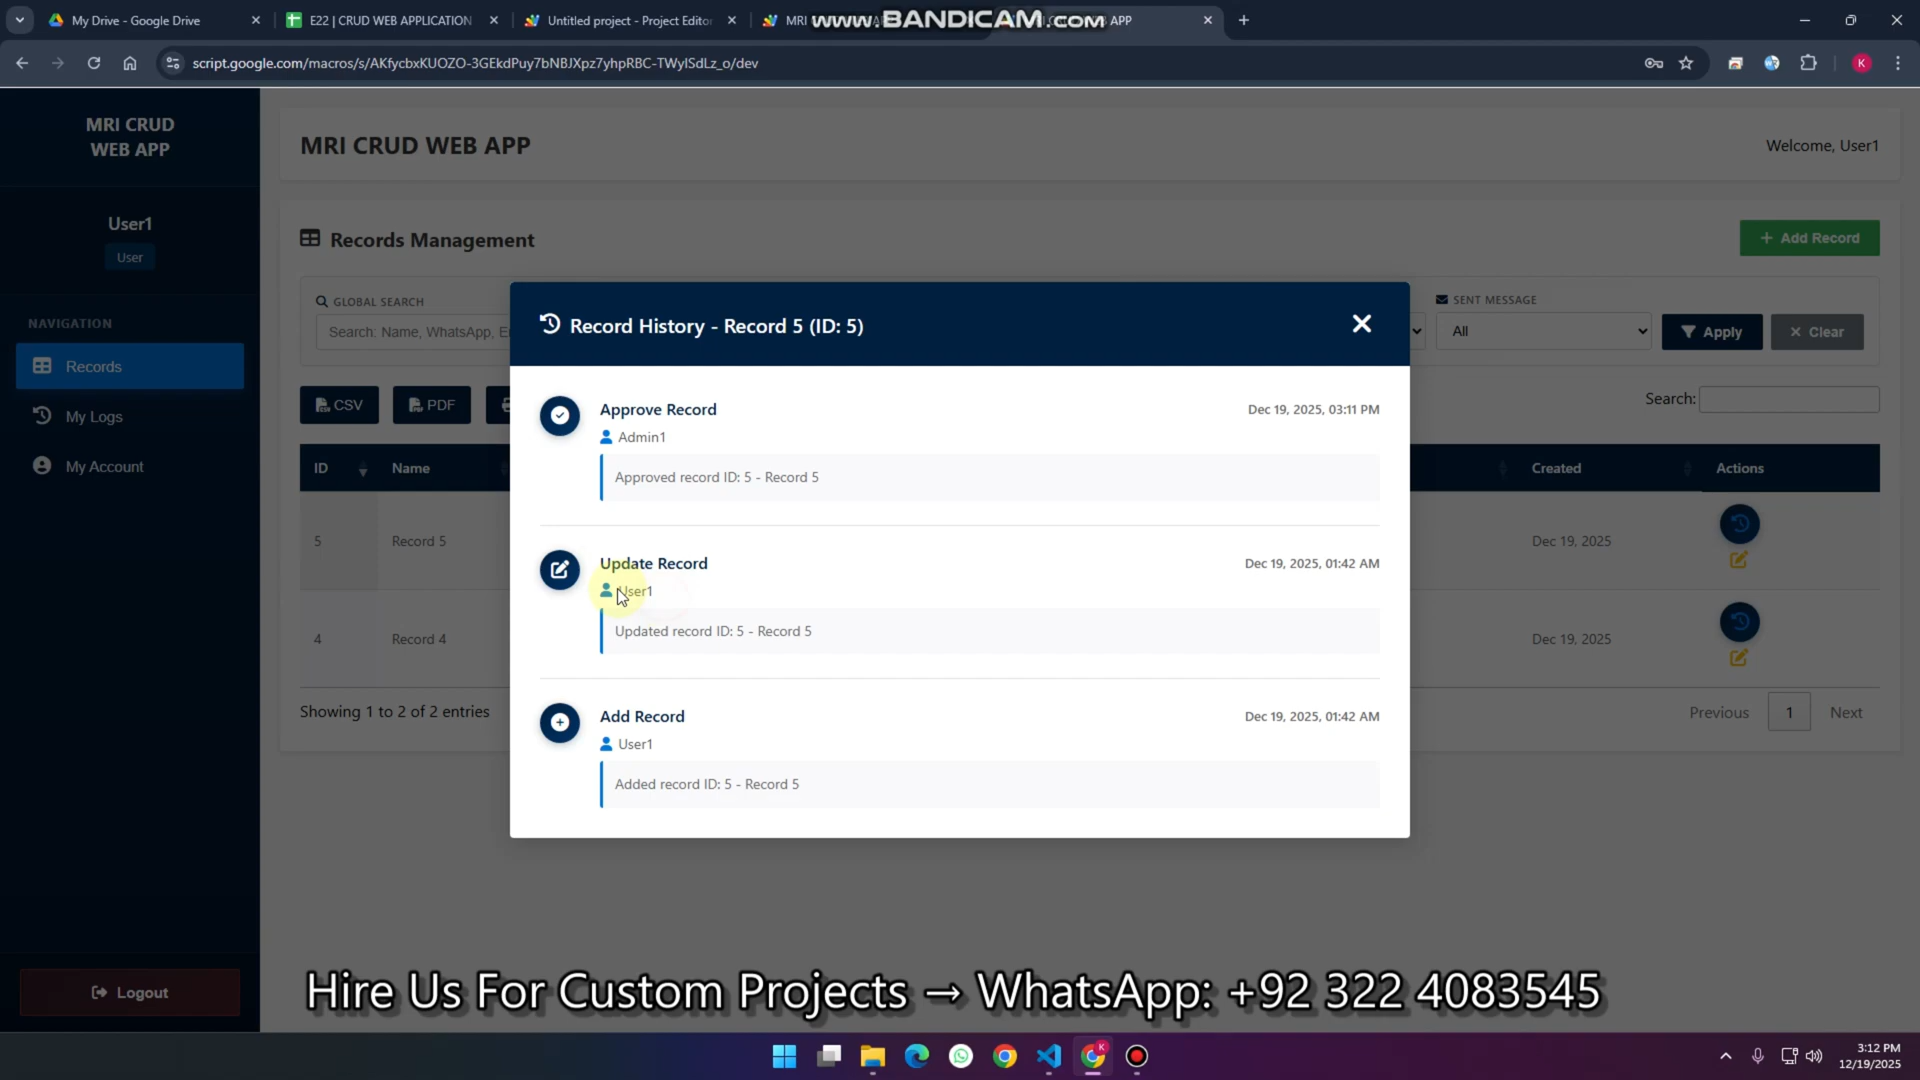 My Drive - Google Drive
E22 | CRUD WEB APPLICATION
Untitled project - Project Editor
MRI
APP
www.BANDICAM.com
script.google.com/macros/s/AKfycbxKUOZO-3GEkdPuy7bNBJXpz7yhpRBC-TWyISdLz_o/dev
K
MRI CRUD
WEB APP
MRI CRUD WEB APP
Welcome, User1
User1
User
Records Management
+ Add Record
GLOBAL SEARCH
SENT MESSAGE
Search: Name, WhatsApp, E
All
Apply
Clear
NAVIGATION
Records
My Logs
My Account
CSV
PDF
Search:
ID
Name
Created
Actions
5
Record 5
Dec 19, 2025
4
Record 4
Dec 19, 2025
Showing 1 to 2 of 2 entries
Previous
1
Next
Record History - Record 5 (ID: 5)
Approve Record
Dec 19, 2025, 03:11 PM
Admin1
Approved record ID: 5 - Record 5
Update Record
Dec 19, 2025, 01:42 AM
User1
Updated record ID: 5 - Record 5
Add Record
Dec 19, 2025, 01:42 AM
User1
Added record ID: 5 - Record 5
Logout
Hire Us For Custom Projects → WhatsApp: +92 322 4083545
K
3:12 PM
12/19/2025